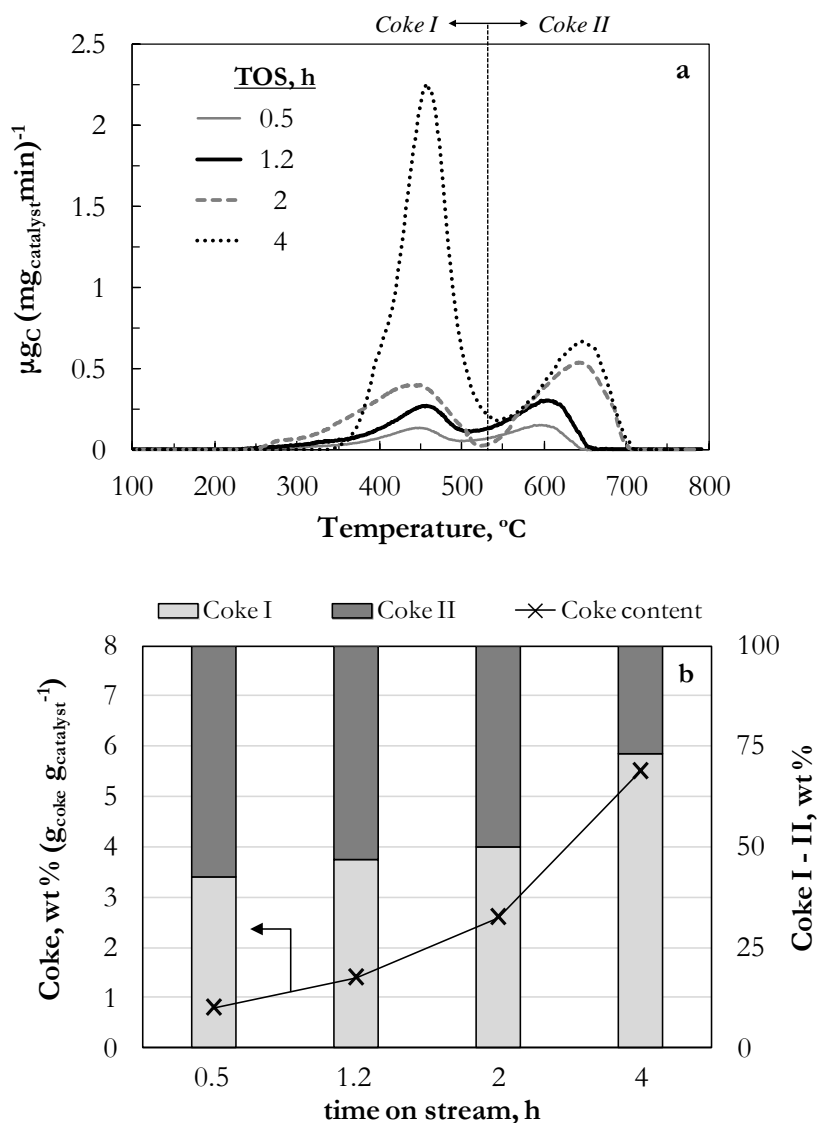 Coke I Coke II
a
2.5
2
1.5
1
0.5
0
TOS, h
0.5
1.2
2
4
µgC (mgcatalystmin)-1
100 200 300 400 500 600 700 800
Temperature, ºC
Coke I Coke II Coke content
b
8
7
6
5
4
3
2
1
0
Coke, wt% (gcoke gcatalyst-1)
100
75
50
25
0
Coke I - II, wt%
0.5 1.2 2 4
time on stream, h